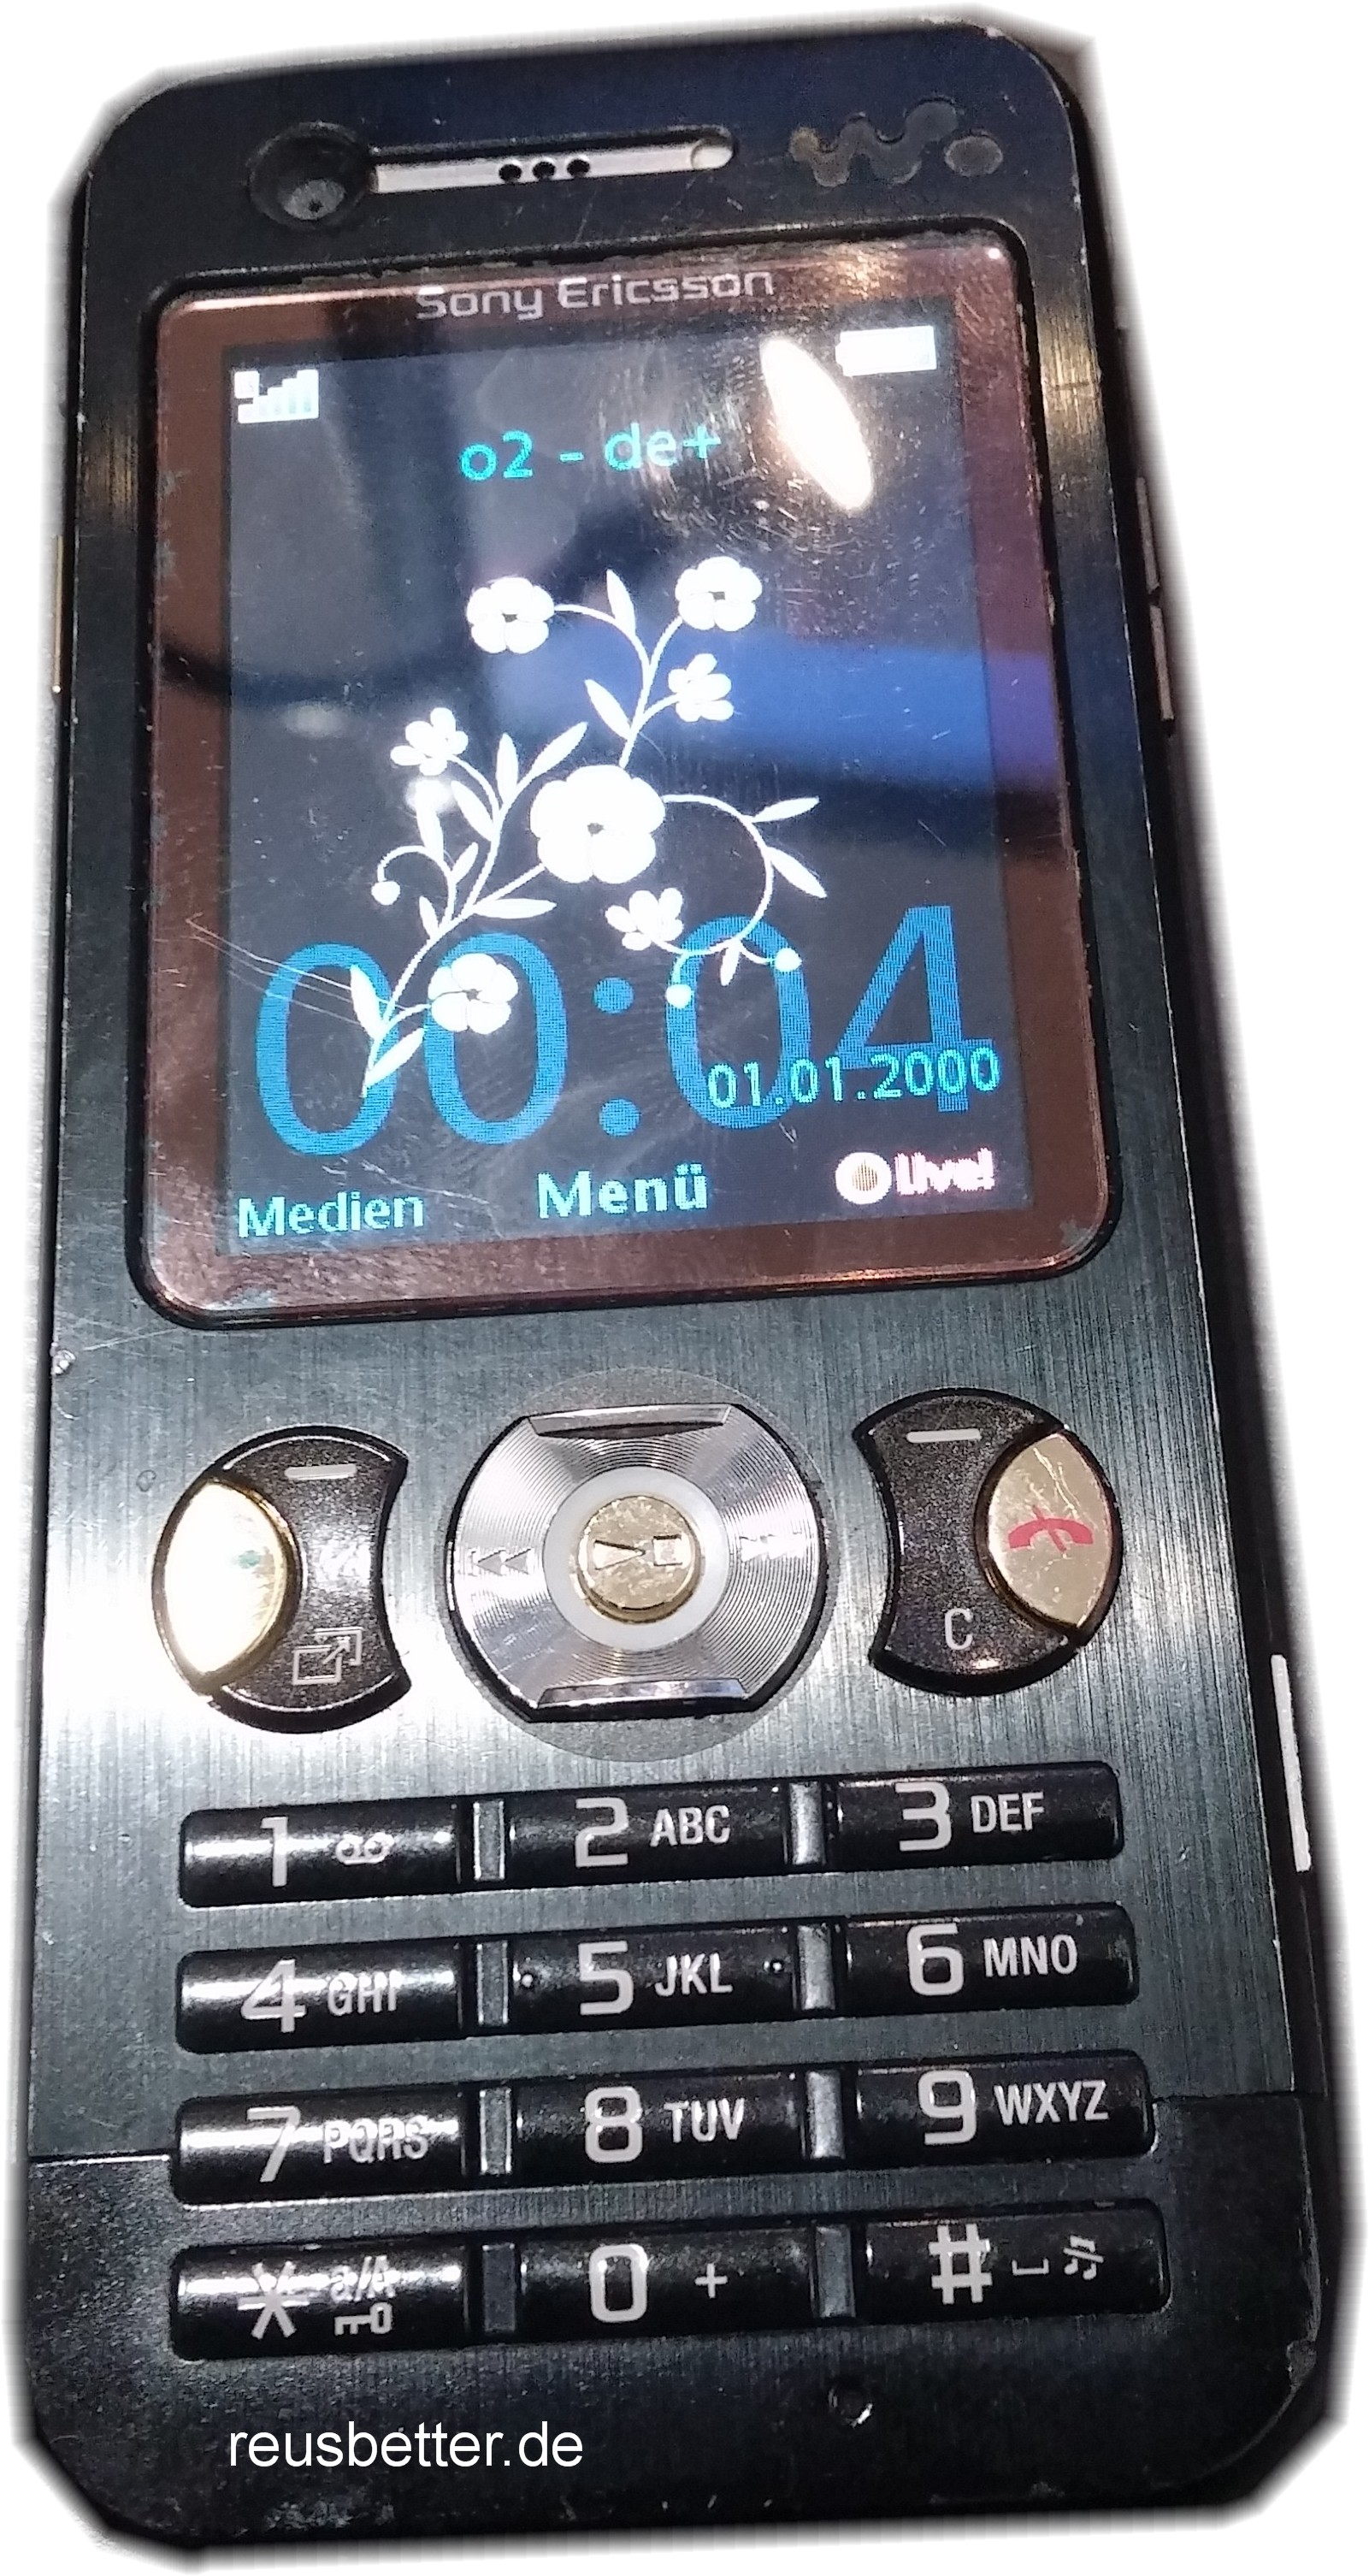 Sony Ericsson
o2 - de+
00:04
01.01.2000
Medien Menü Live!
C
1 2 ABC 3 DEF
4 GHI 5 JKL 6 MNO
7 PQRS 8 TUV 9 WXYZ
* a/A 0 + #
reusbetter.de